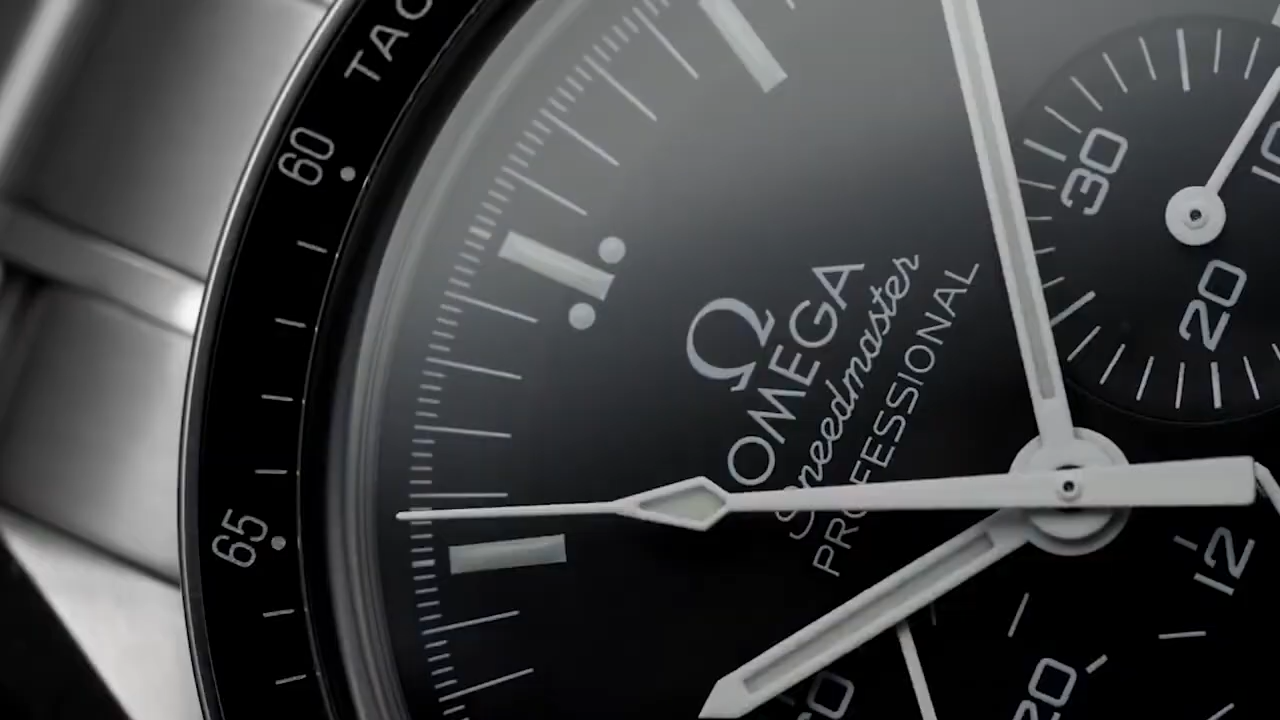 TAC
60
65
Ω
OMEGA
Speedmaster
PROFESSIONAL
30
10
20
12
20